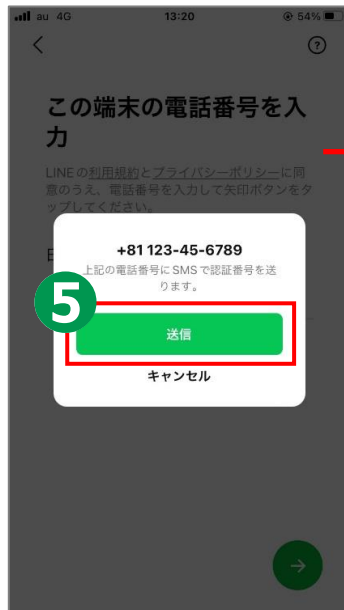 au 4G 13:20 54%
?
この端末の電話番号を入
力
LINEの利用規約とプライバシーポリシーに同
意のうえ、電話番号を入力して矢印ボタンをタ
ップしてください。
+81 123-45-6789
上記の電話番号にSMSで認証番号を送
ります。
5
送信
キャンセル